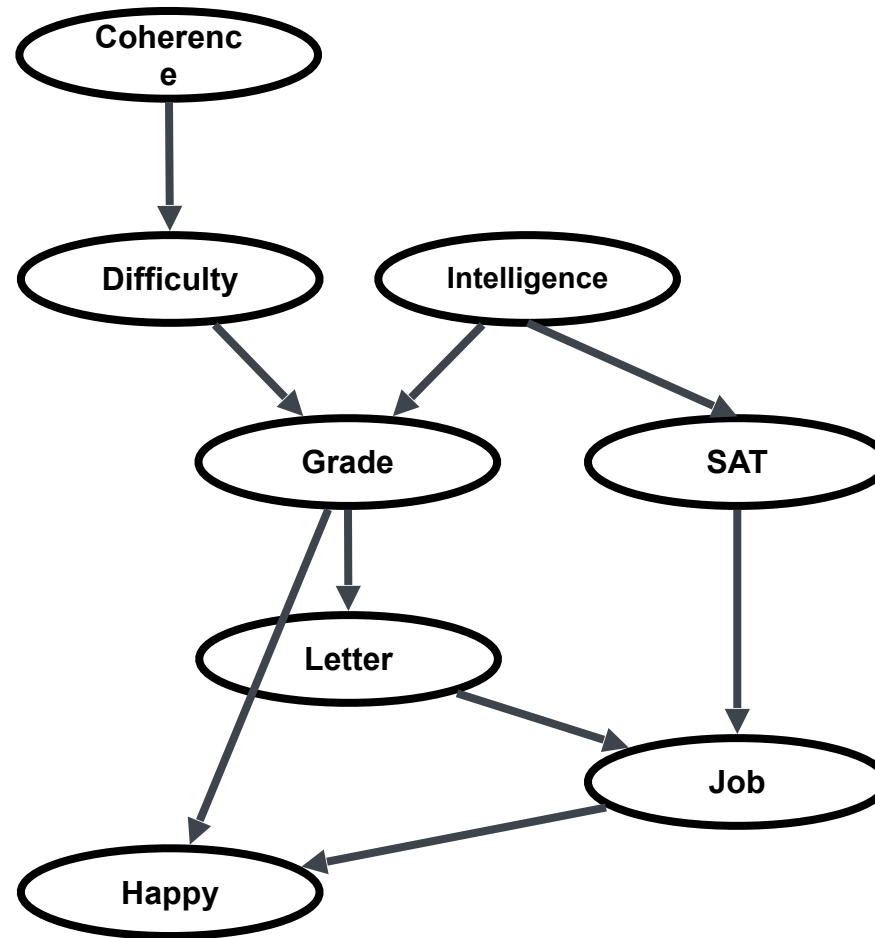 Coherenc
e
Difficulty
Intelligence
Grade
SAT
Letter
Job
Happy